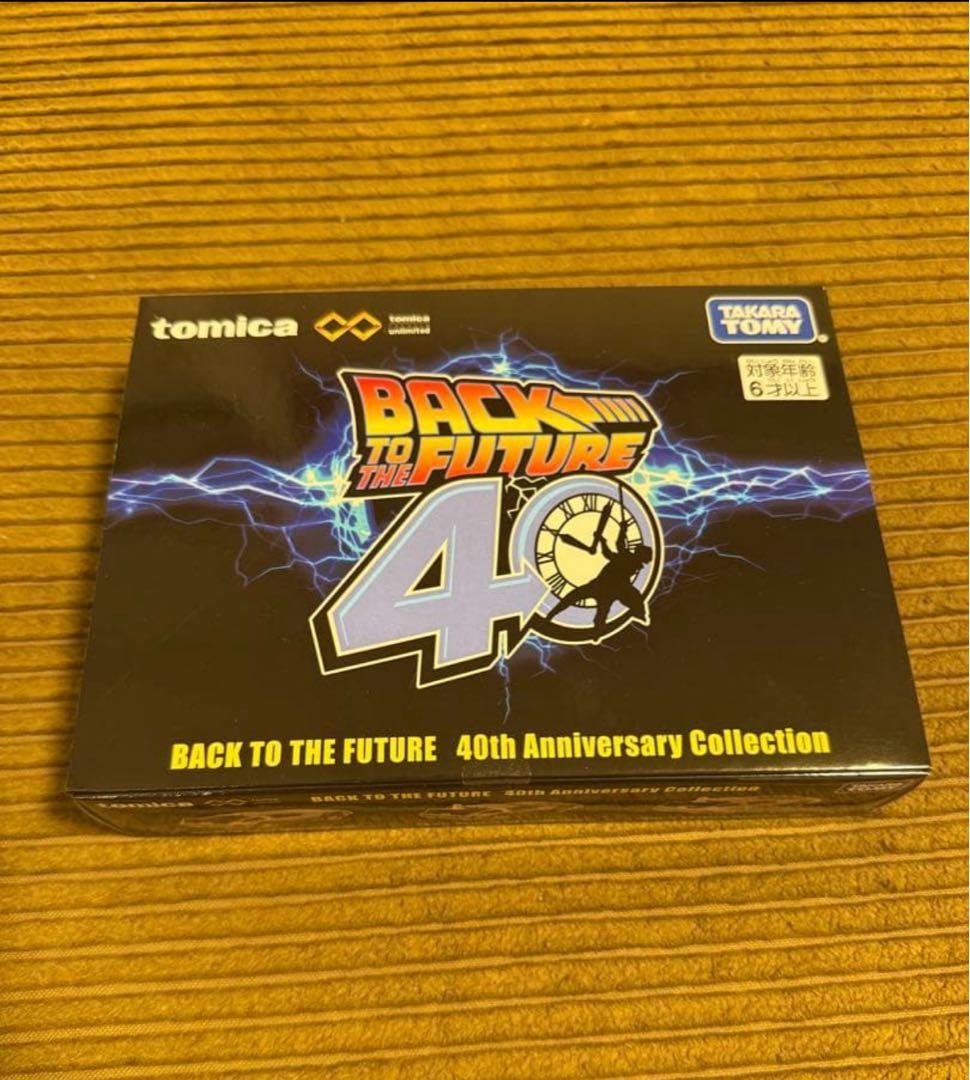 tomica
tomica
UNLIMITED
TAKARA
TOMY
対象年齢
6才以上
BACK
TO
THE FUTURE
40
XII
BACK TO THE FUTURE 40th Anniversary Collection
tomica
BACK TO THE FUTURE 40th Anniversary Collection